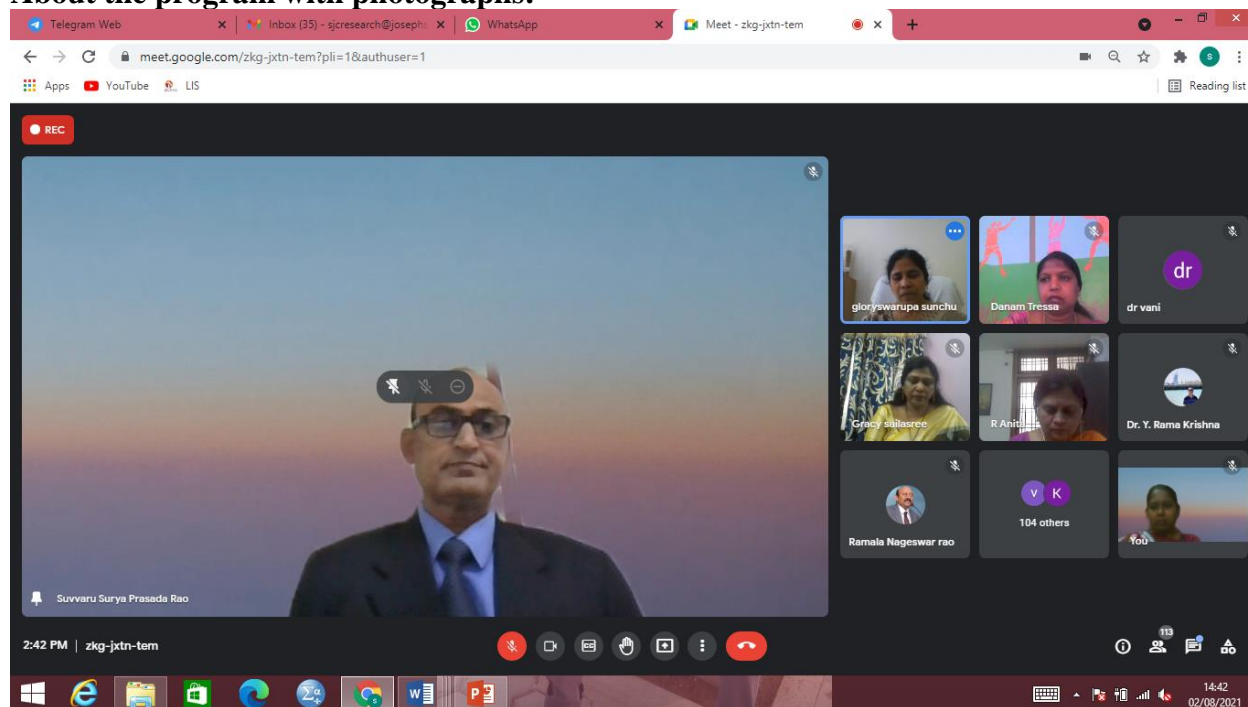 About the program with photographs:
Telegram Web
Inbox (35) - sjcresearch@joseph
WhatsApp
Meet - zkg-jxtn-tem
meet.google.com/zkg-jxtn-tem?pli=1&authuser=1
S
Apps YouTube LIS
Reading list
REC
gloryswarupa sunchu
Danam Tressa
dr
dr vani
Gracy sailasree
R Anit
Dr. Y. Rama Krishna
Ramala Nageswar rao
V K
104 others
You
Suvvaru Surya Prasada Rao
2:42 PM | zkg-jxtn-tem
113
14:42
02/08/2021